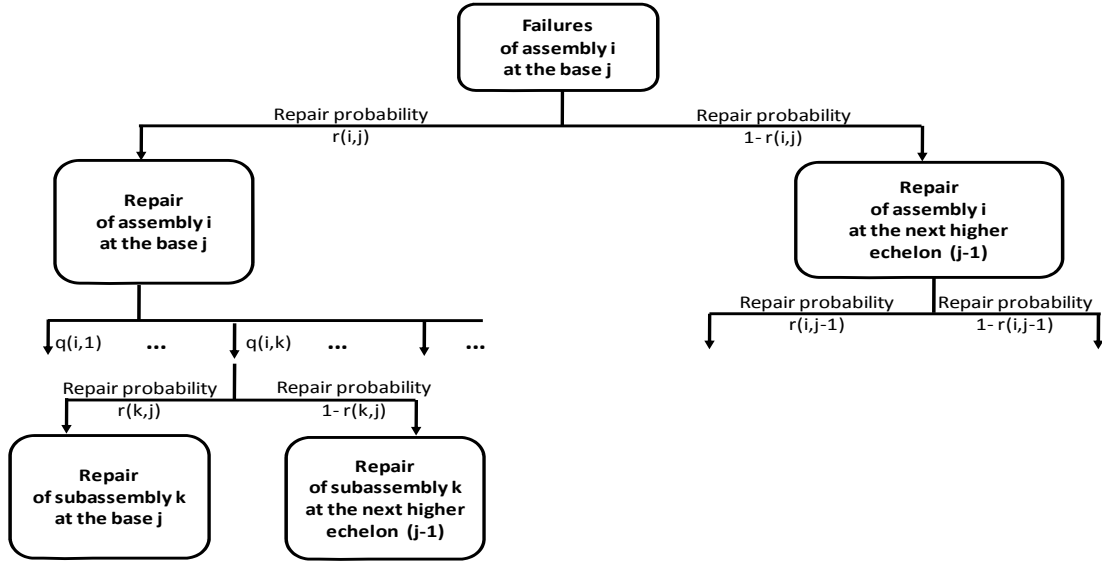 Failures
of assembly i
at the base j
Repair probability
r(i,j)
Repair probability
1- r(i,j)
Repair
of assembly i
at the base j
Repair
of assembly i
at the next higher
echelon (j-1)
Repair probability
r(i,j-1)
Repair probability
1- r(i,j-1)
q(i,1)
...
q(i,k)
...
...
Repair probability
r(k,j)
Repair probability
1- r(k,j)
Repair
of subassembly k
at the base j
Repair
of subassembly k
at the next higher
echelon (j-1)